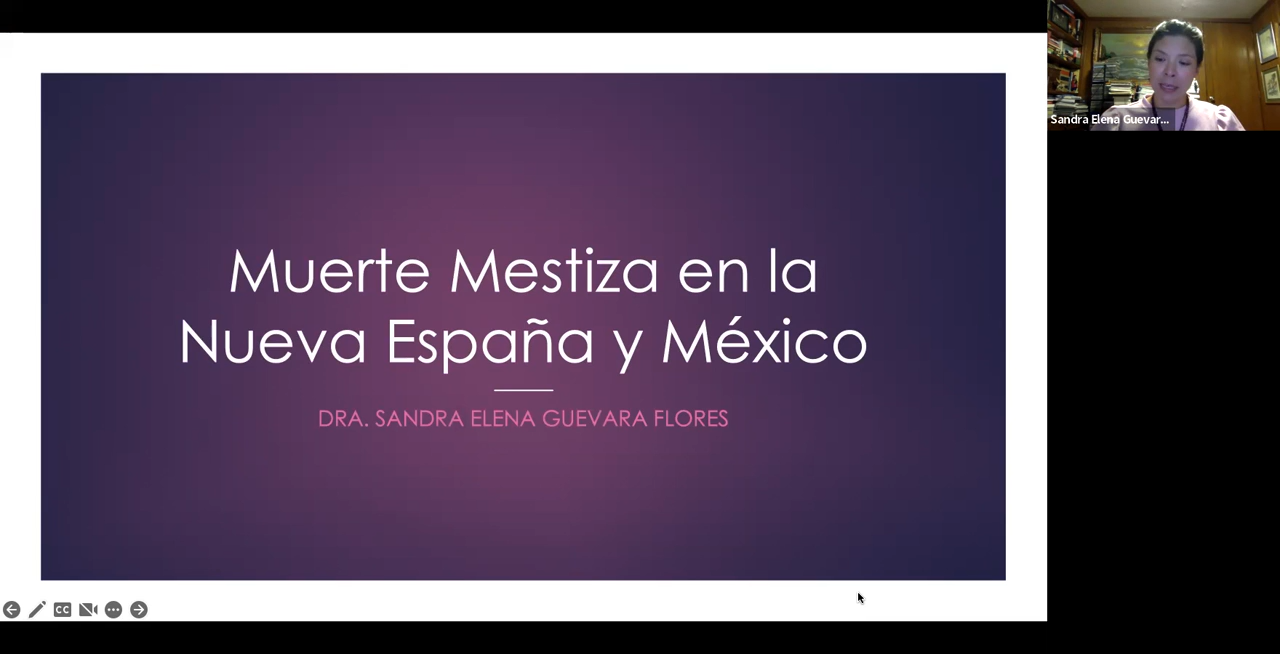 Muerte Mestiza en la
Nueva España y México
DRA. SANDRA ELENA GUEVARA FLORES
Sandra Elena Guevar...
CC